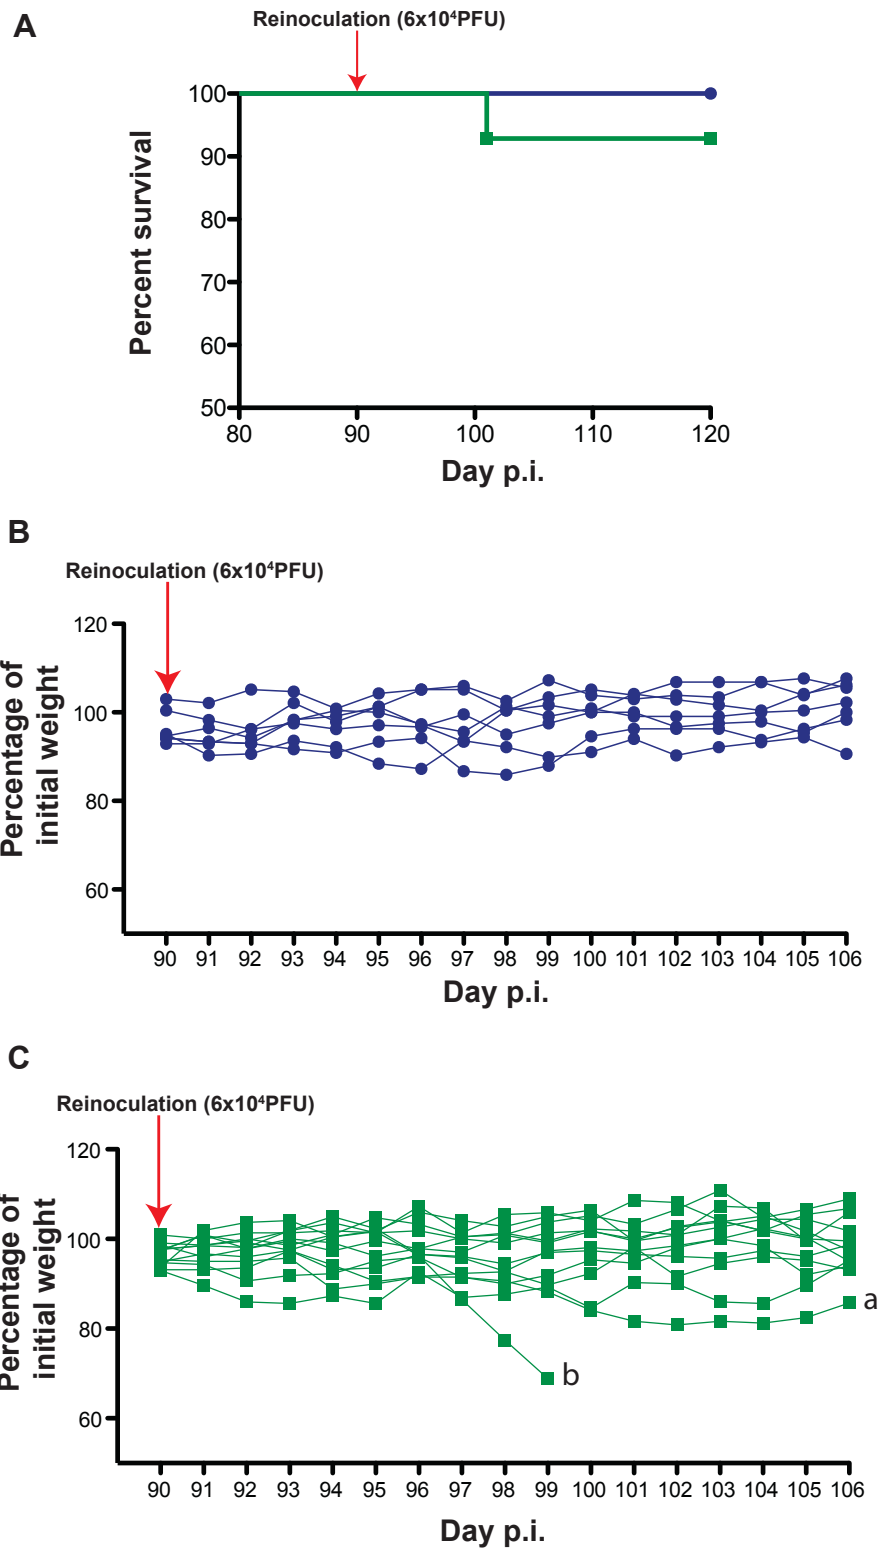 A
Reinoculation (6x10⁴PFU)
Percent survival
100
90
80
70
60
50
80 90 100 110 120
Day p.i.
B
Reinoculation (6x10⁴PFU)
Percentage of
initial weight
120
100
80
60
90 91 92 93 94 95 96 97 98 99 100 101 102 103 104 105 106
Day p.i.
C
Reinoculation (6x10⁴PFU)
Percentage of
initial weight
120
100
80
60
a
b
90 91 92 93 94 95 96 97 98 99 100 101 102 103 104 105 106
Day p.i.